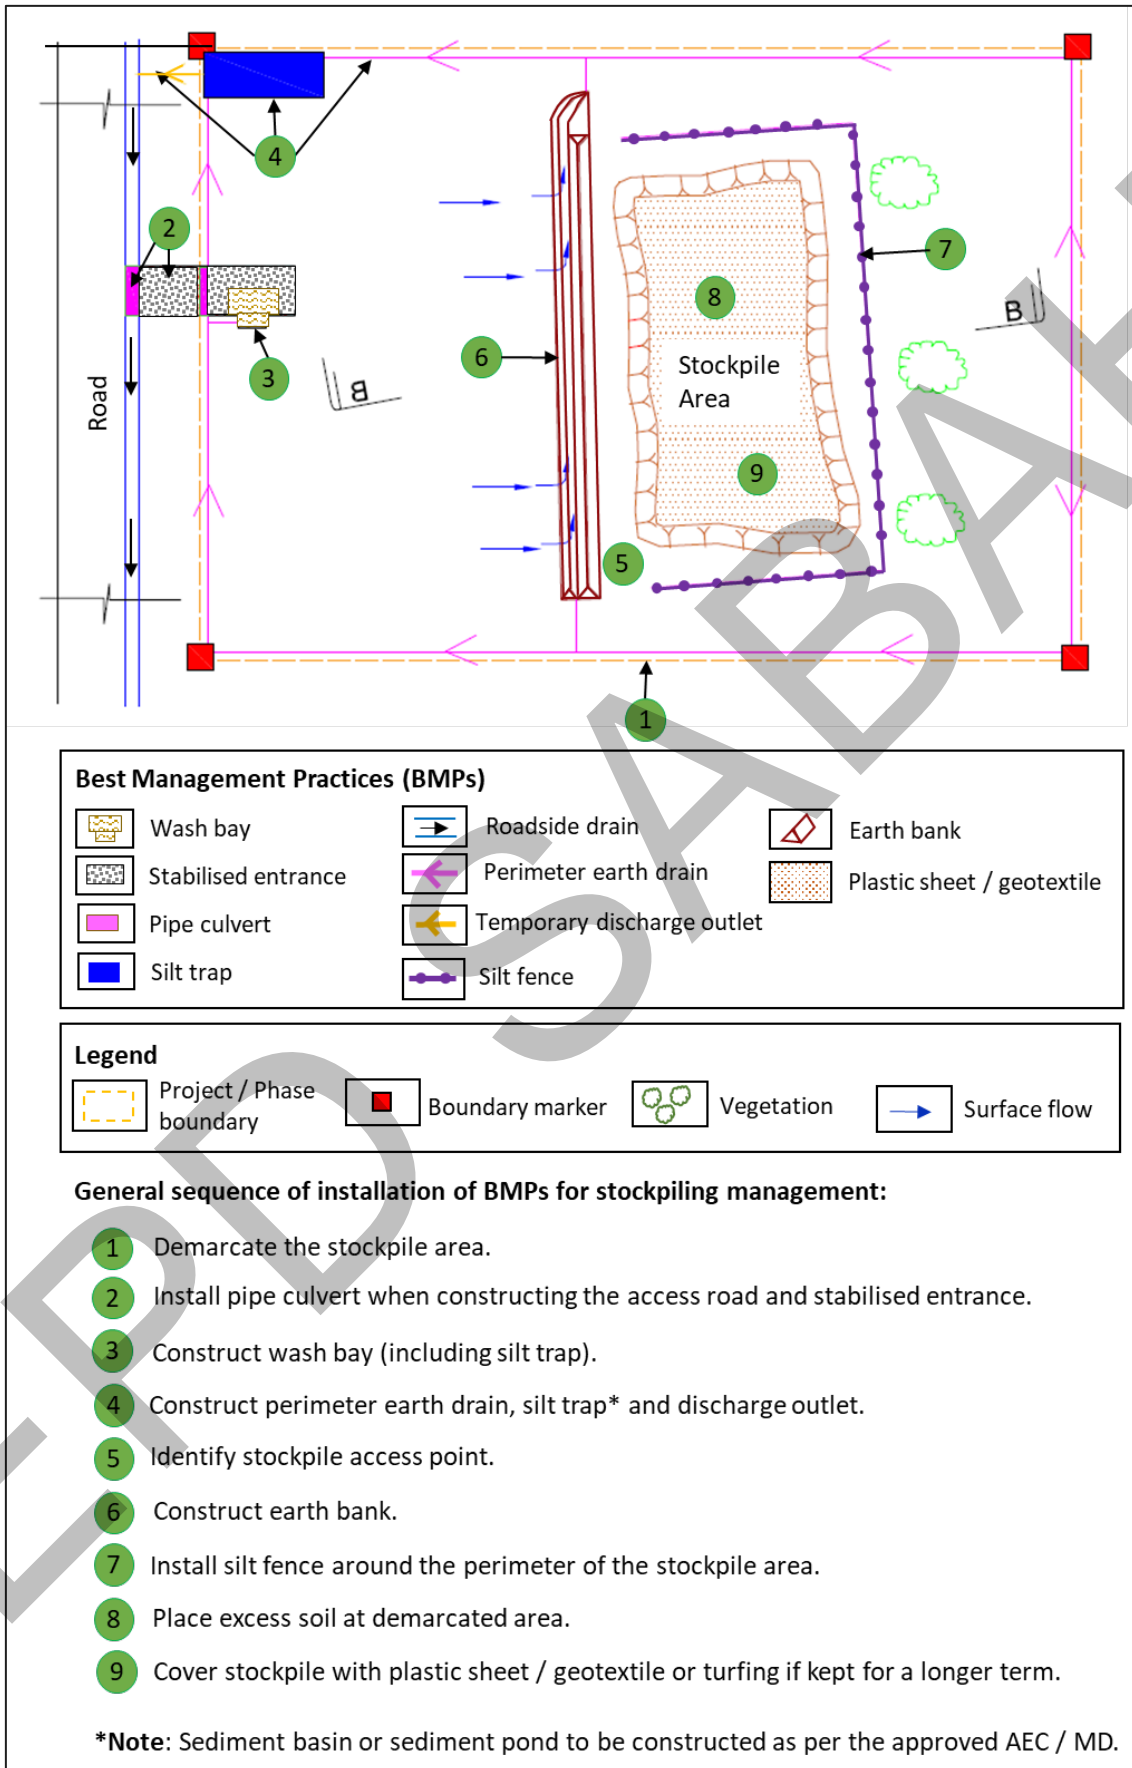 4
2
7
8
B
6
Stockpile
Area
3
B
Road
9
5
1
Best Management Practices (BMPs)
Wash bay
Roadside drain
Earth bank
Stabilised entrance
Perimeter earth drain
Plastic sheet / geotextile
Pipe culvert
Temporary discharge outlet
Silt trap
Silt fence
Legend
Project / Phase
boundary
Boundary marker
Vegetation
Surface flow
General sequence of installation of BMPs for stockpiling management:
1 Demarcate the stockpile area.
2 Install pipe culvert when constructing the access road and stabilised entrance.
3 Construct wash bay (including silt trap).
4 Construct perimeter earth drain, silt trap* and discharge outlet.
5 Identify stockpile access point.
6 Construct earth bank.
7 Install silt fence around the perimeter of the stockpile area.
8 Place excess soil at demarcated area.
9 Cover stockpile with plastic sheet / geotextile or turfing if kept for a longer term.
*Note: Sediment basin or sediment pond to be constructed as per the approved AEC / MD.
EPD SABAH